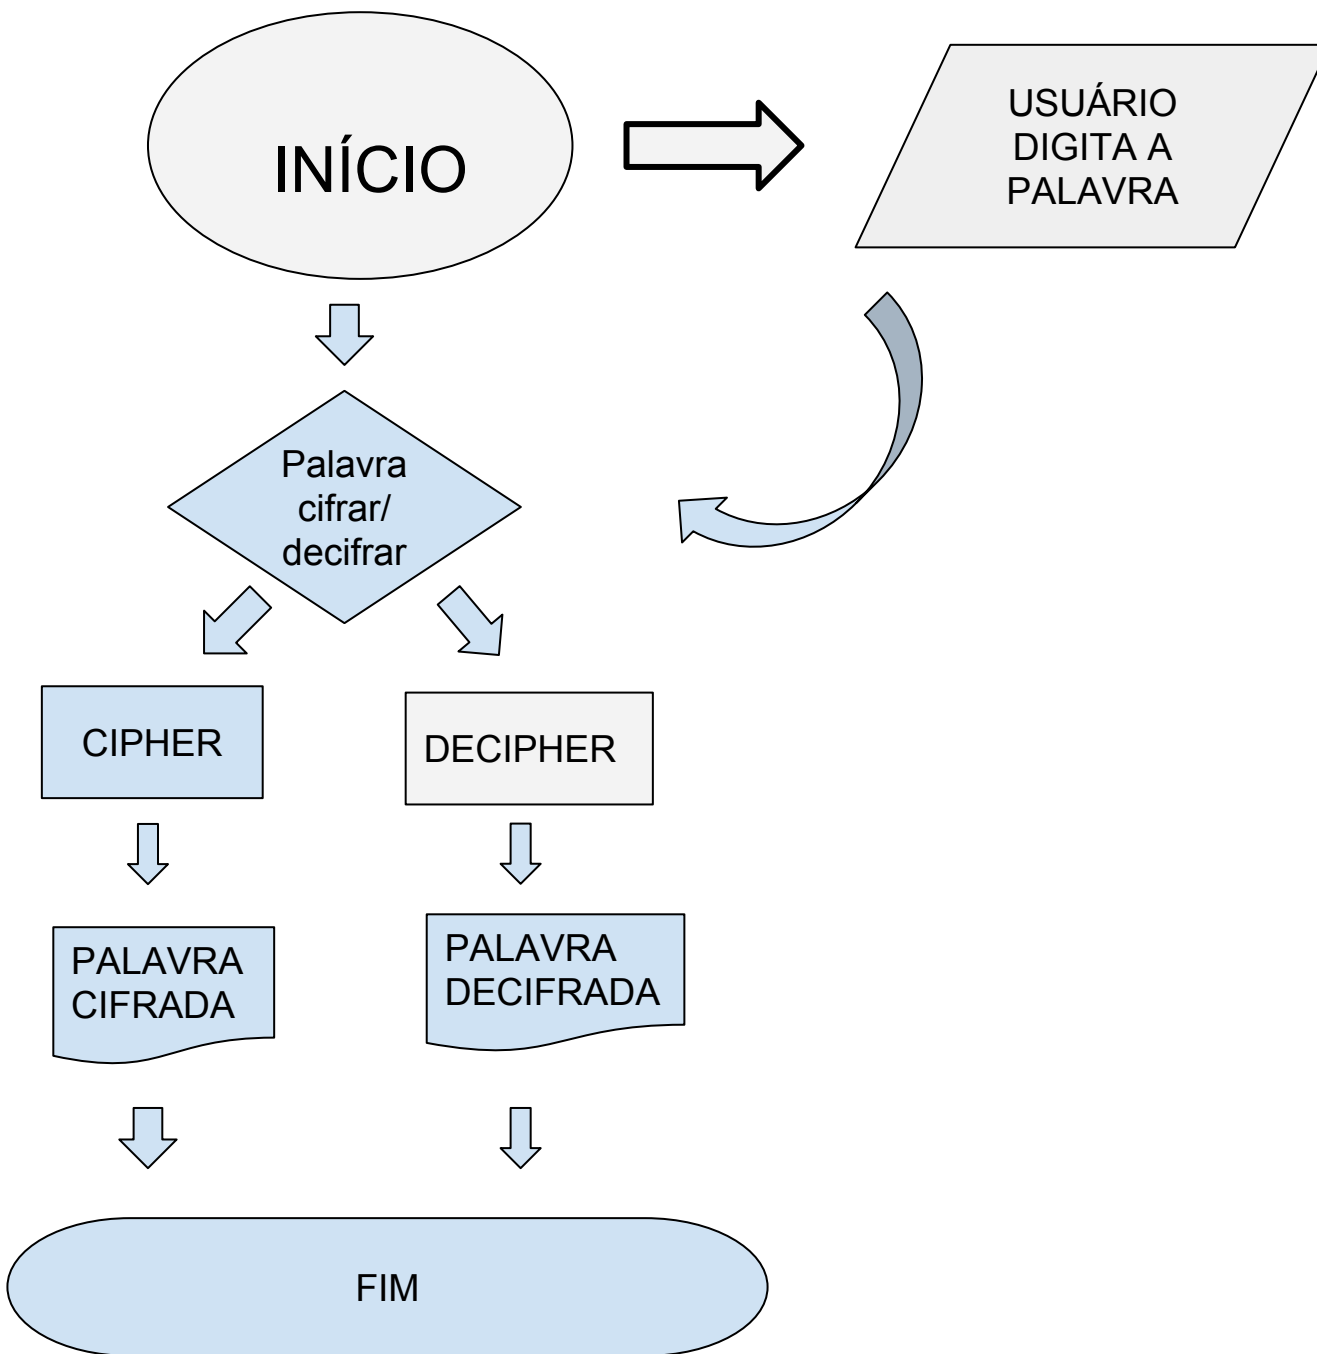 INÍCIO
USUÁRIO
DIGITA A
PALAVRA
Palavra
cifrar/
decifrar
CIPHER
DECIPHER
PALAVRA
CIFRADA
PALAVRA
DECIFRADA
FIM